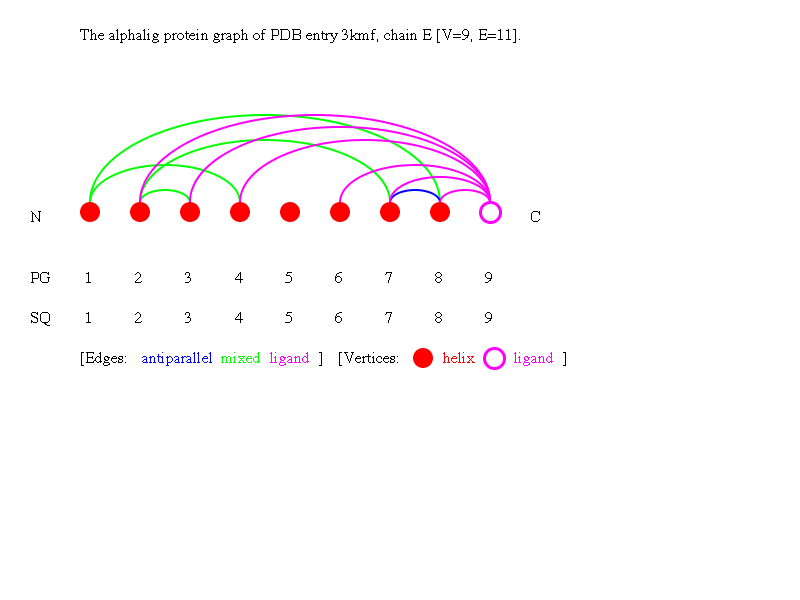 The alphalig protein graph of PDB entry 3kmf, chain E [V=9, E=11].
N C
PG 1 2 3 4 5 6 7 8 9
SQ 1 2 3 4 5 6 7 8 9
[Edges: antiparallel mixed ligand ] [Vertices: helix ligand ]